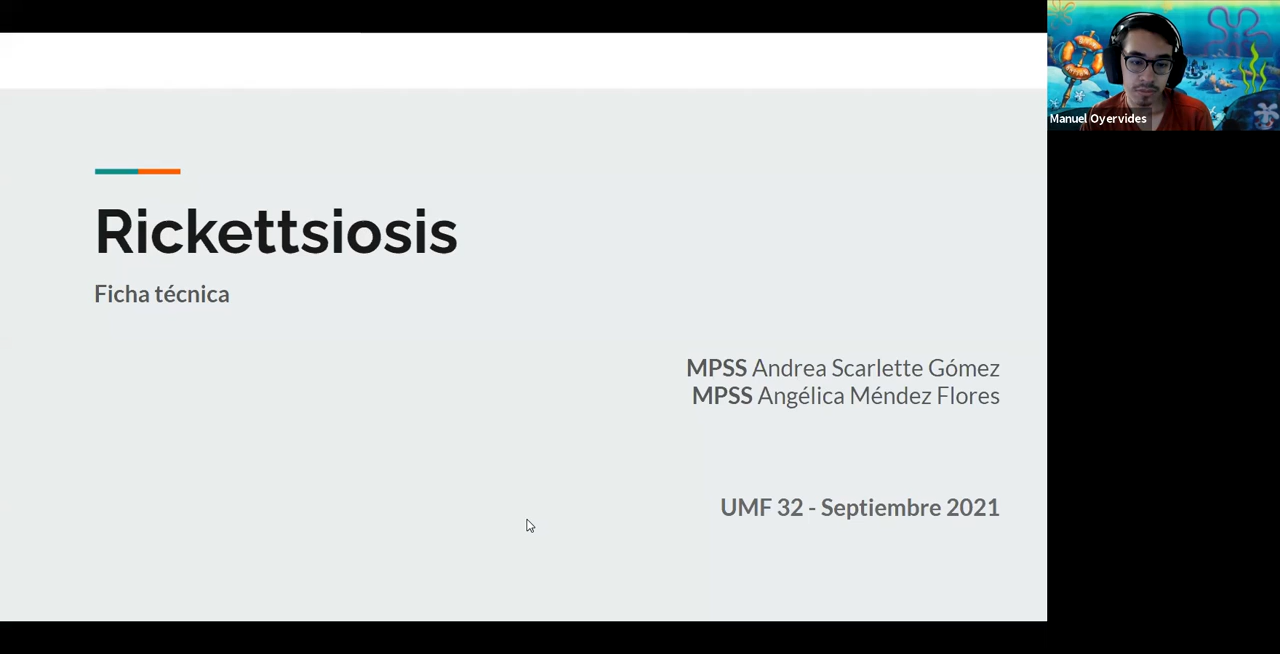 Rickettsiosis
Ficha técnica
MPSS Andrea Scarlette Gómez
MPSS Angélica Méndez Flores
UMF 32 - Septiembre 2021
Manuel Oyervides